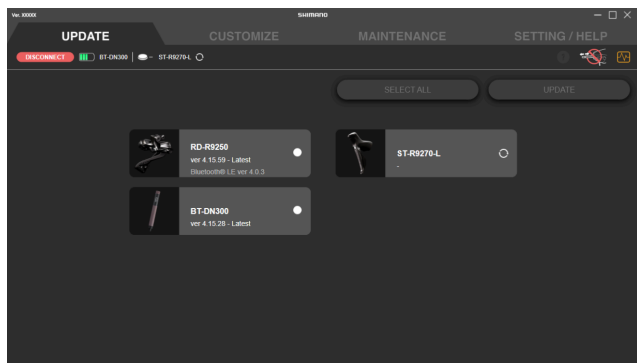 Ver. XXXXX
SHIMANO
UPDATE
CUSTOMIZE
MAINTENANCE
SETTING / HELP
DISCONNECT
BT-DN300
ST-R9270-L
SELECT ALL
UPDATE
RD-R9250
ver 4.15.59 - Latest
Bluetooth® LE ver 4.0.3
ST-R9270-L
-
BT-DN300
ver 4.15.28 - Latest